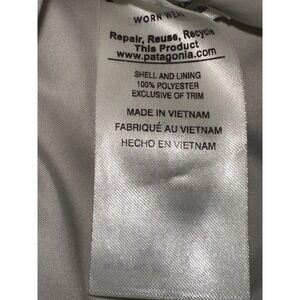 WORN WEAR
Repair, Reuse, Recycle
This Product
www.patagonia.com
SHELL AND LINING
100% POLYESTER
EXCLUSIVE OF TRIM
MADE IN VIETNAM
FABRIQUÉ AU VIETNAM
HECHO EN VIETNAM